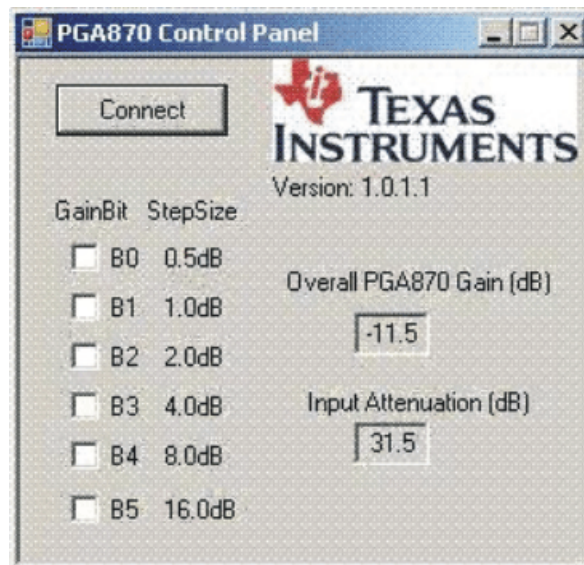 PGA870 Control Panel
Connect
TEXAS
INSTRUMENTS
Version: 1.0.1.1
GainBit StepSize
B0 0.5dB
B1 1.0dB
B2 2.0dB
B3 4.0dB
B4 8.0dB
B5 16.0dB
Overall PGA870 Gain (dB)
-11.5
Input Attenuation (dB)
31.5